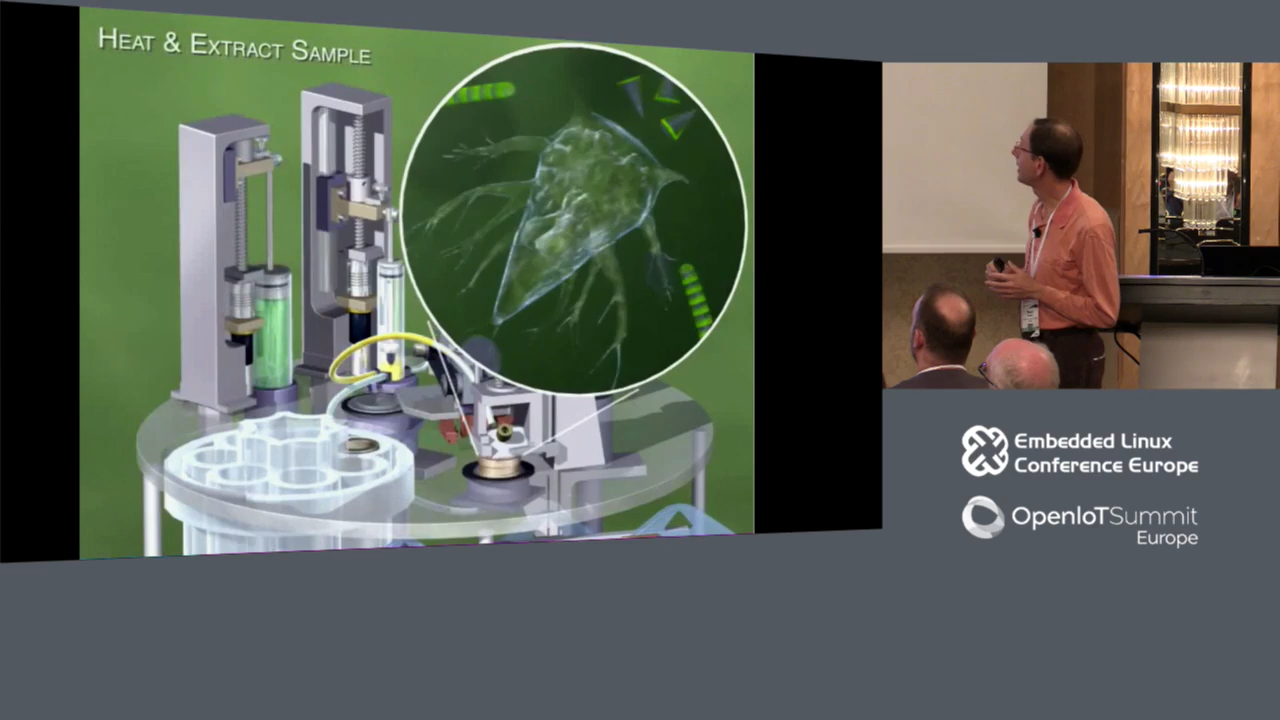 HEAT & EXTRACT SAMPLE
Embedded Linux
Conference Europe
OpenIoTSummit
Europe